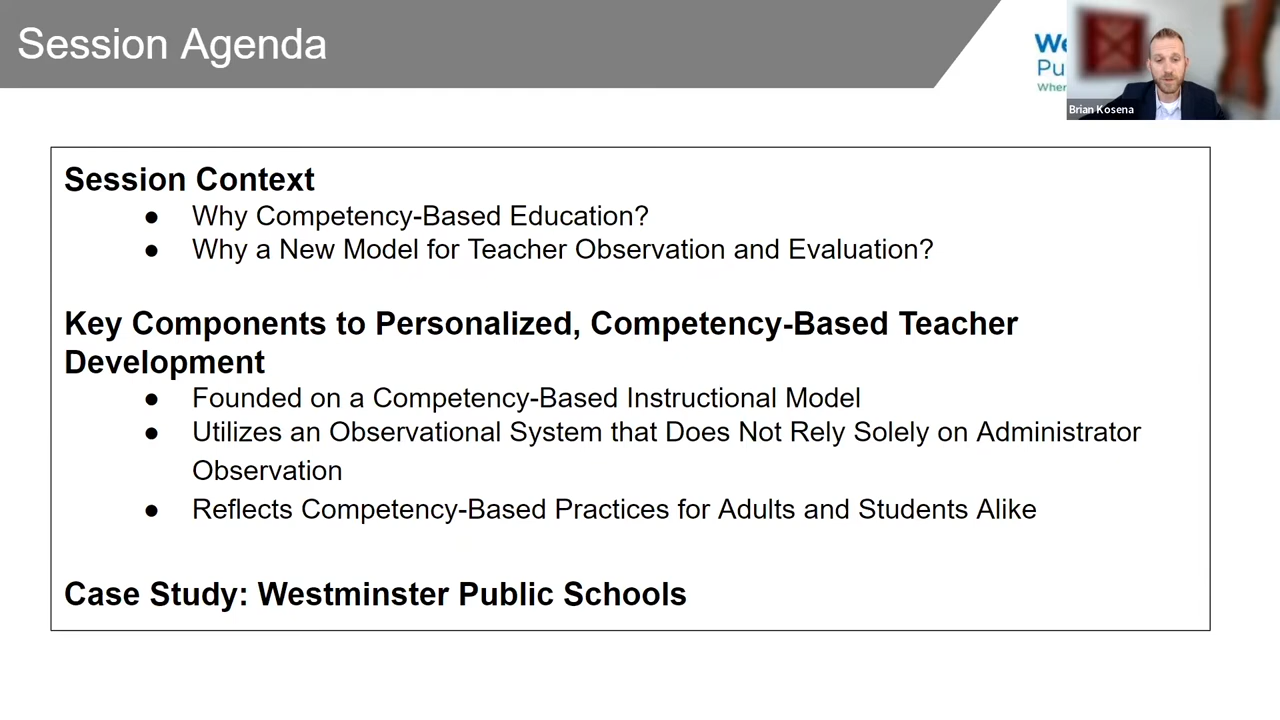 Session Agenda
Brian Kosena
Session Context
● Why Competency-Based Education?
● Why a New Model for Teacher Observation and Evaluation?
Key Components to Personalized, Competency-Based Teacher
Development
● Founded on a Competency-Based Instructional Model
● Utilizes an Observational System that Does Not Rely Solely on Administrator
Observation
● Reflects Competency-Based Practices for Adults and Students Alike
Case Study: Westminster Public Schools